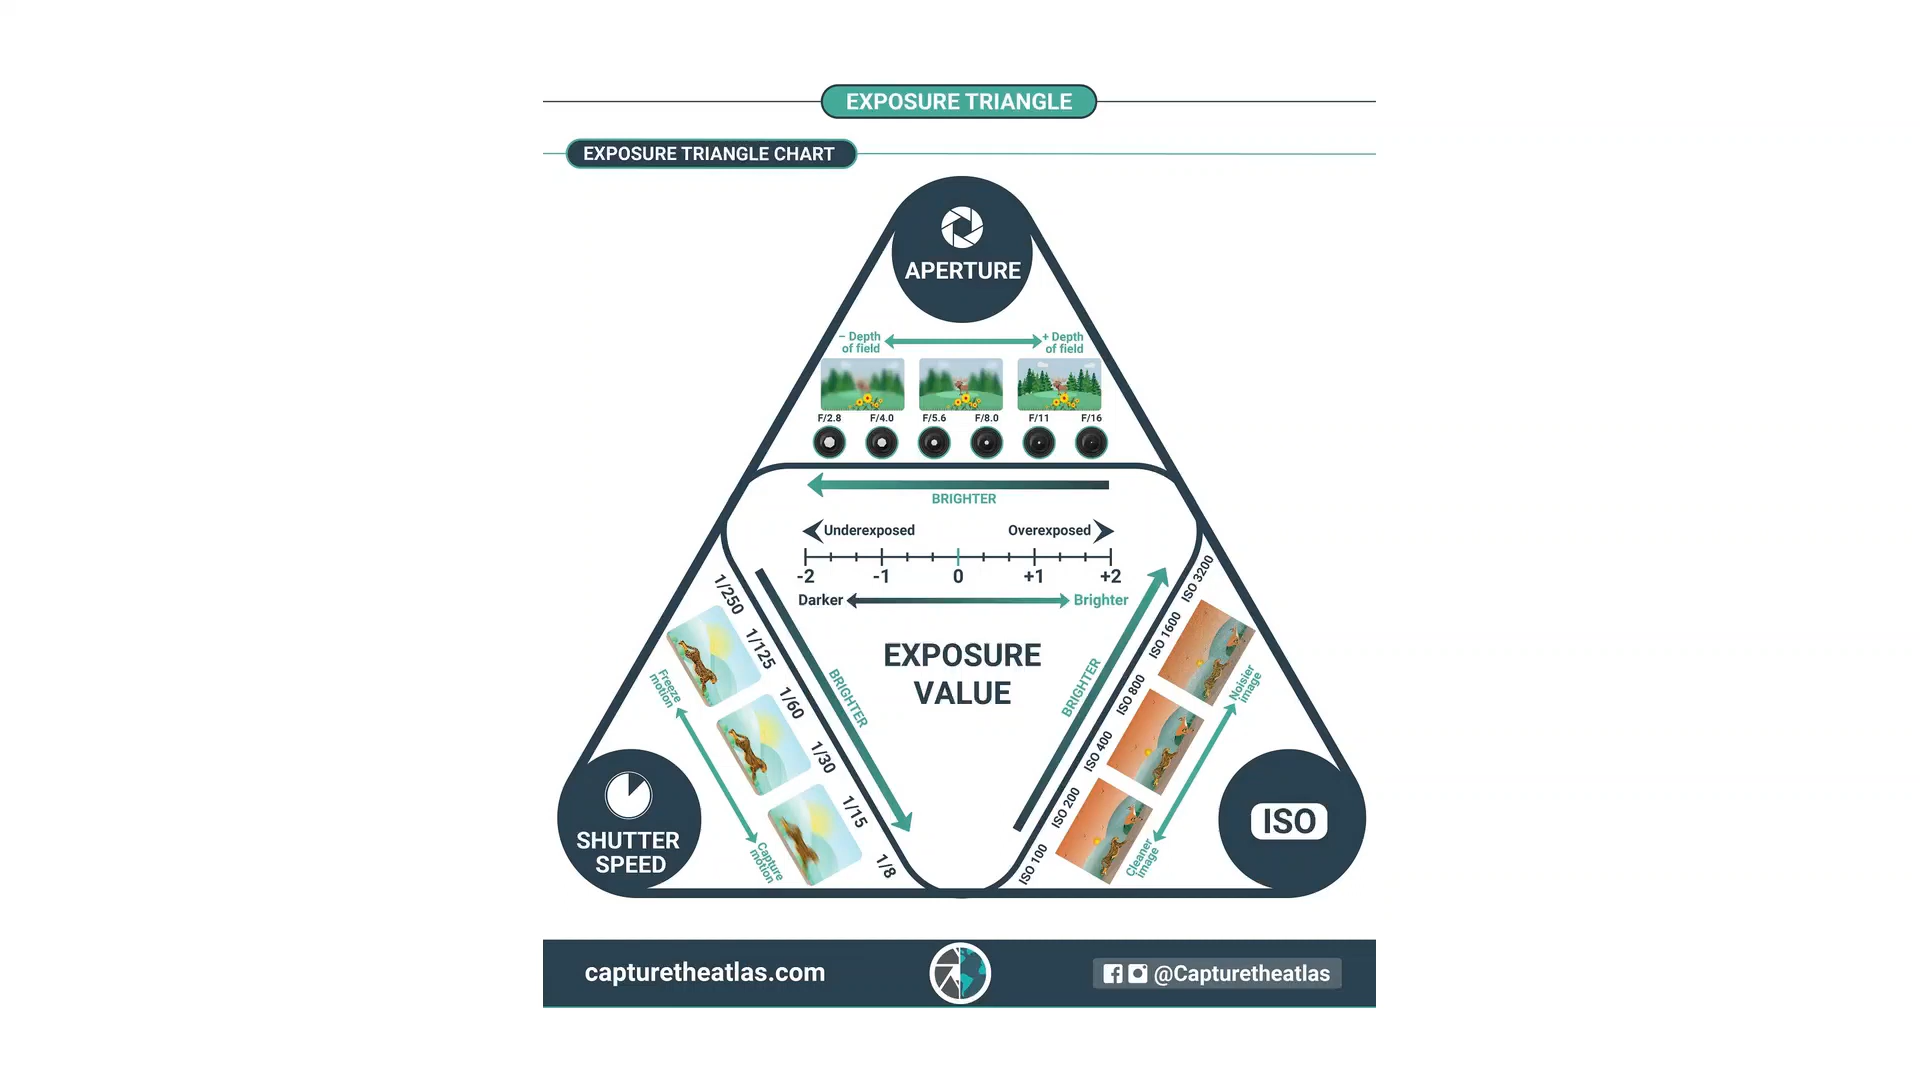 EXPOSURE TRIANGLE
EXPOSURE TRIANGLE CHART
APERTURE
– Depth
of field
+ Depth
of field
F/2.8 F/4.0 F/5.6 F/8.0 F/11 F/16
BRIGHTER
Underexposed Overexposed
-2 -1 0 +1 +2
Darker Brighter
EXPOSURE
VALUE
1/250
1/125
1/60
1/30
1/15
1/8
BRIGHTER
Freeze
motion
Capture
motion
SHUTTER
SPEED
BRIGHTER
ISO 3200
ISO 1600
ISO 800
ISO 400
ISO 200
ISO 100
Noisier
image
Cleaner
image
ISO
capturetheatlas.com
@Capturetheatlas